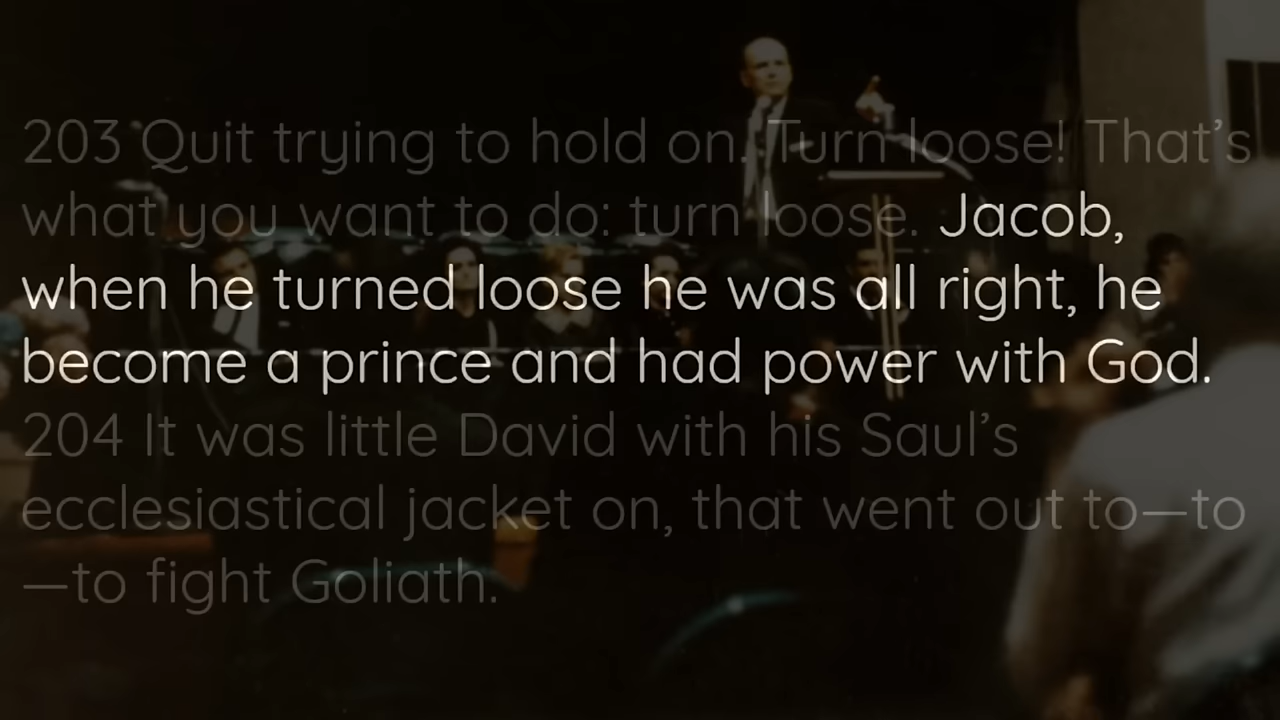 203 Quit trying to hold on. Turn loose! That’s
what you want to do: turn loose. Jacob,
when he turned loose he was all right, he
become a prince and had power with God.
204 It was little David with his Saul’s
ecclesiastical jacket on, that went out to—to
—to fight Goliath.